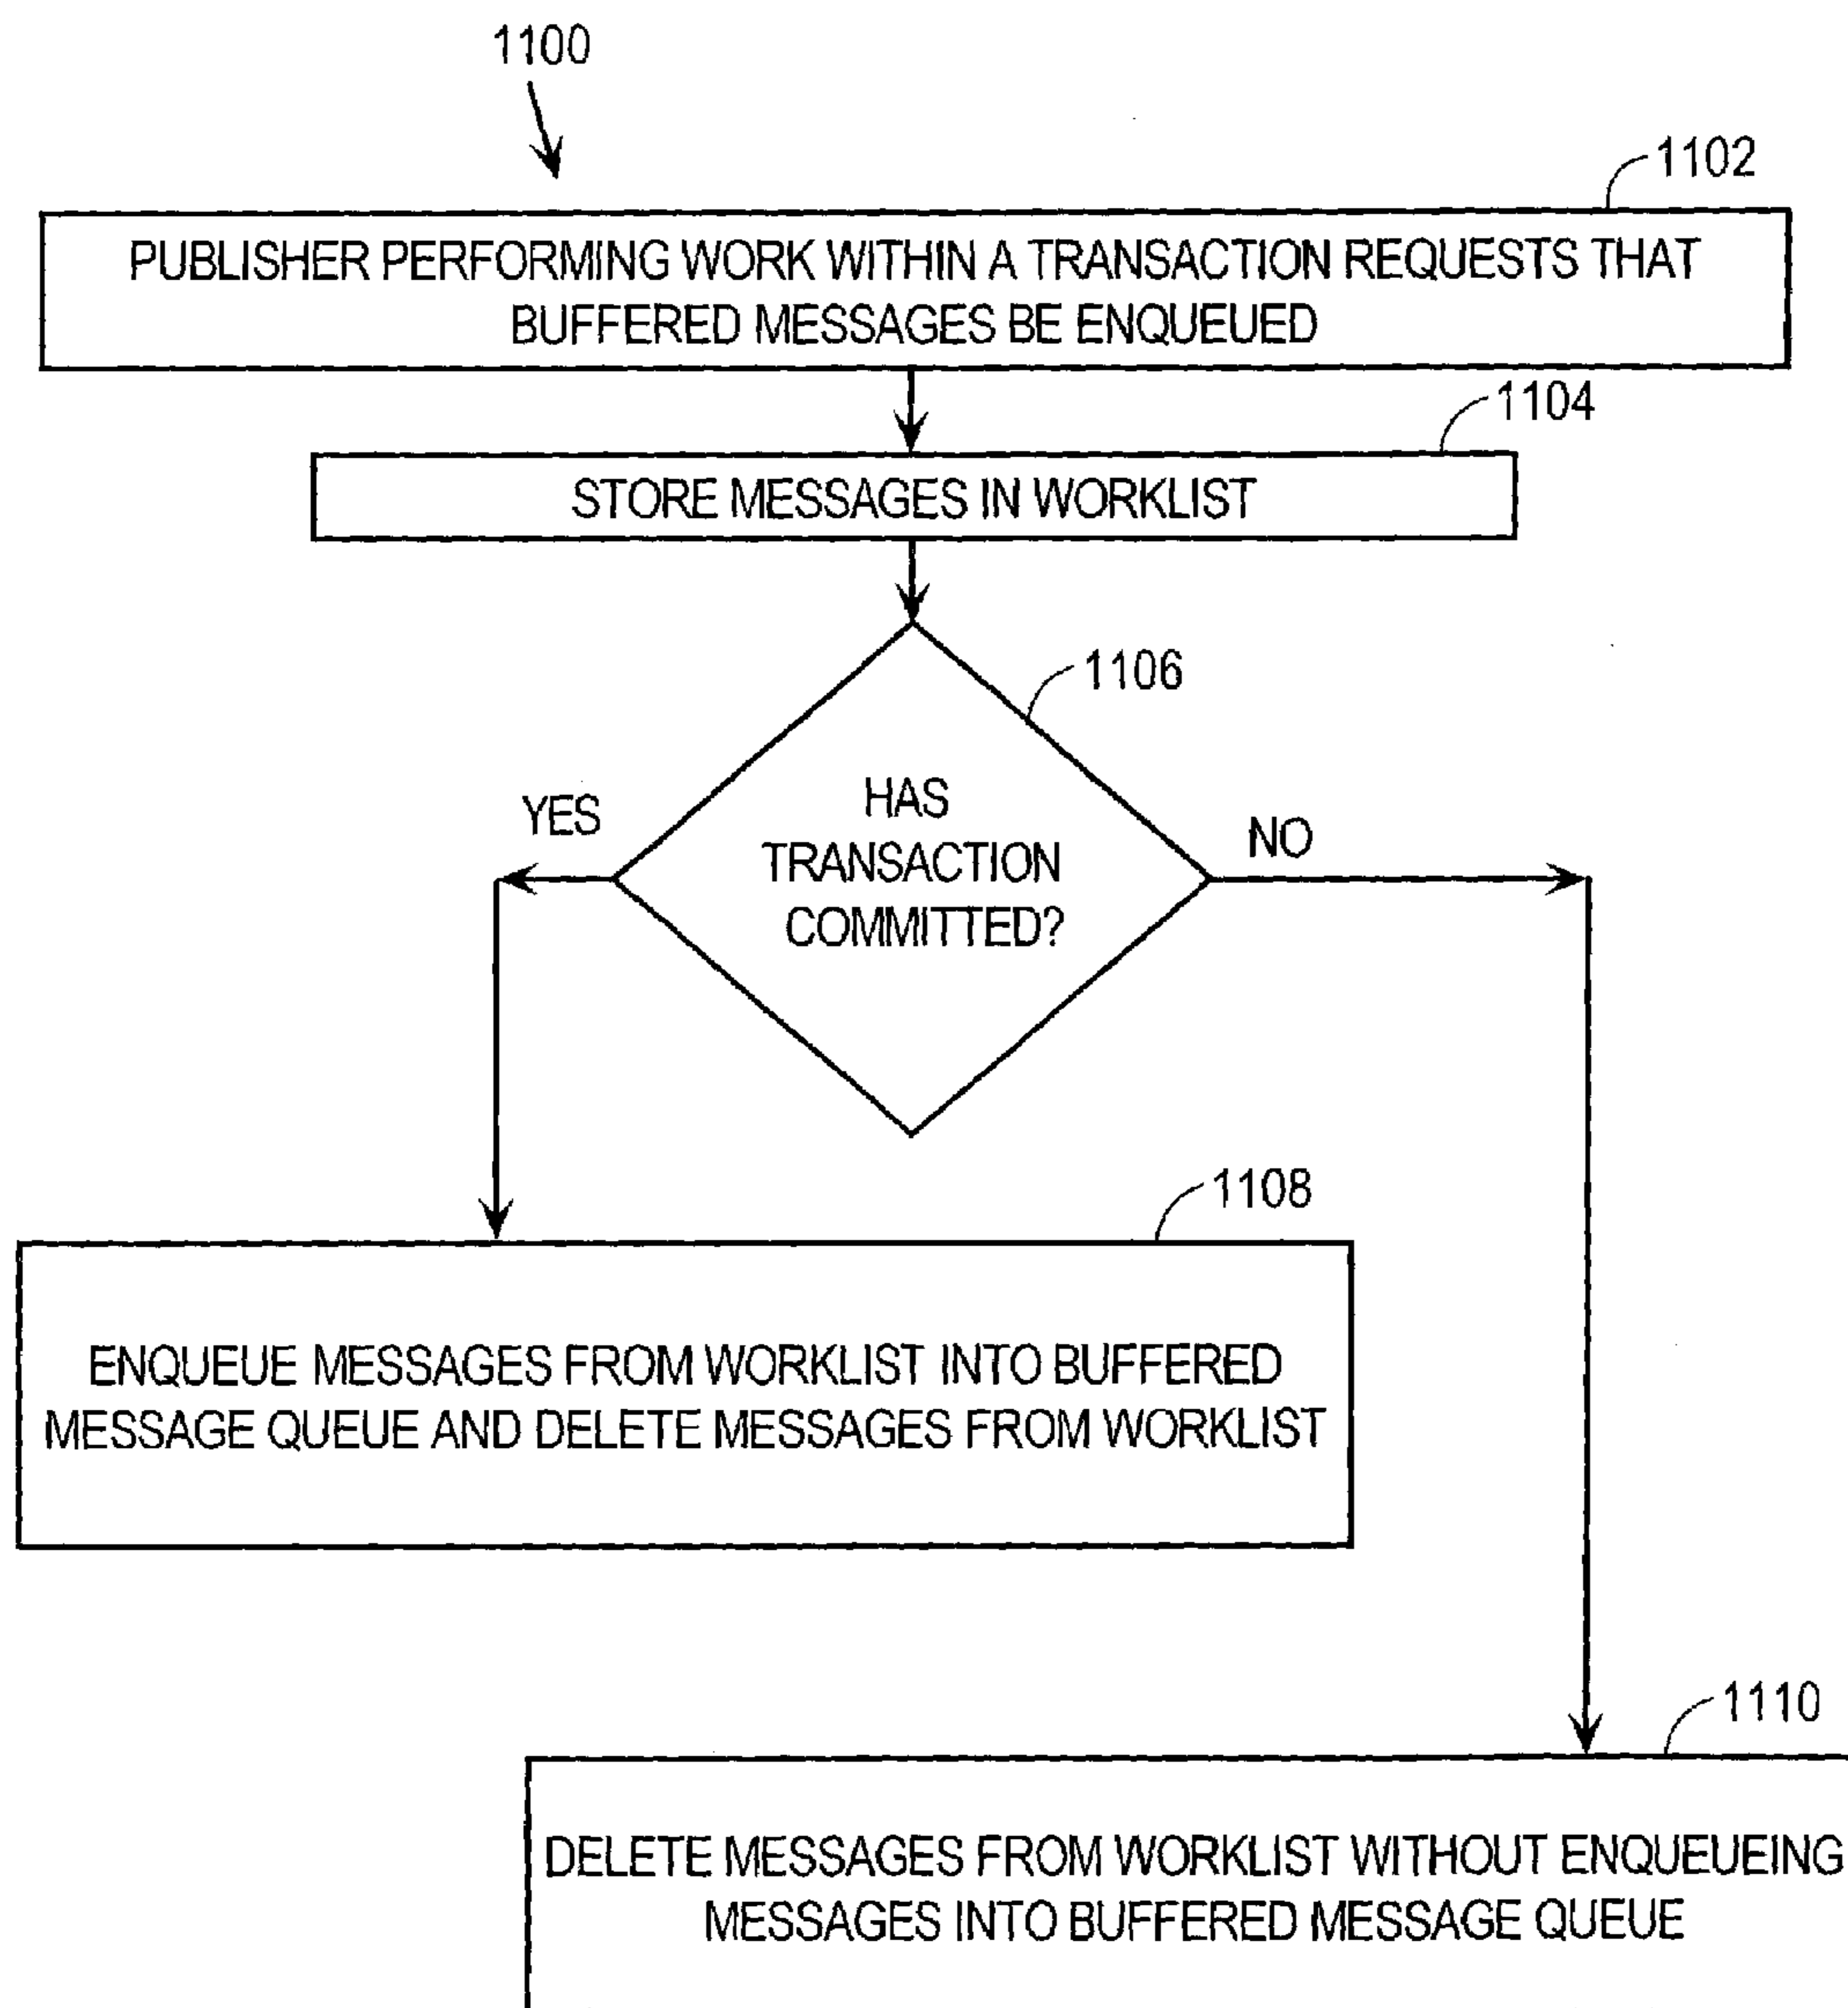 1100
1102
PUBLISHER PERFORMING WORK WITHIN A TRANSACTION REQUESTS THAT
BUFFERED MESSAGES BE ENQUEUED
1104
STORE MESSAGES IN WORKLIST
1106
HAS
TRANSACTION
COMMITTED?
YES
NO
1108
ENQUEUE MESSAGES FROM WORKLIST INTO BUFFERED
MESSAGE QUEUE AND DELETE MESSAGES FROM WORKLIST
1110
DELETE MESSAGES FROM WORKLIST WITHOUT ENQUEUEING
MESSAGES INTO BUFFERED MESSAGE QUEUE